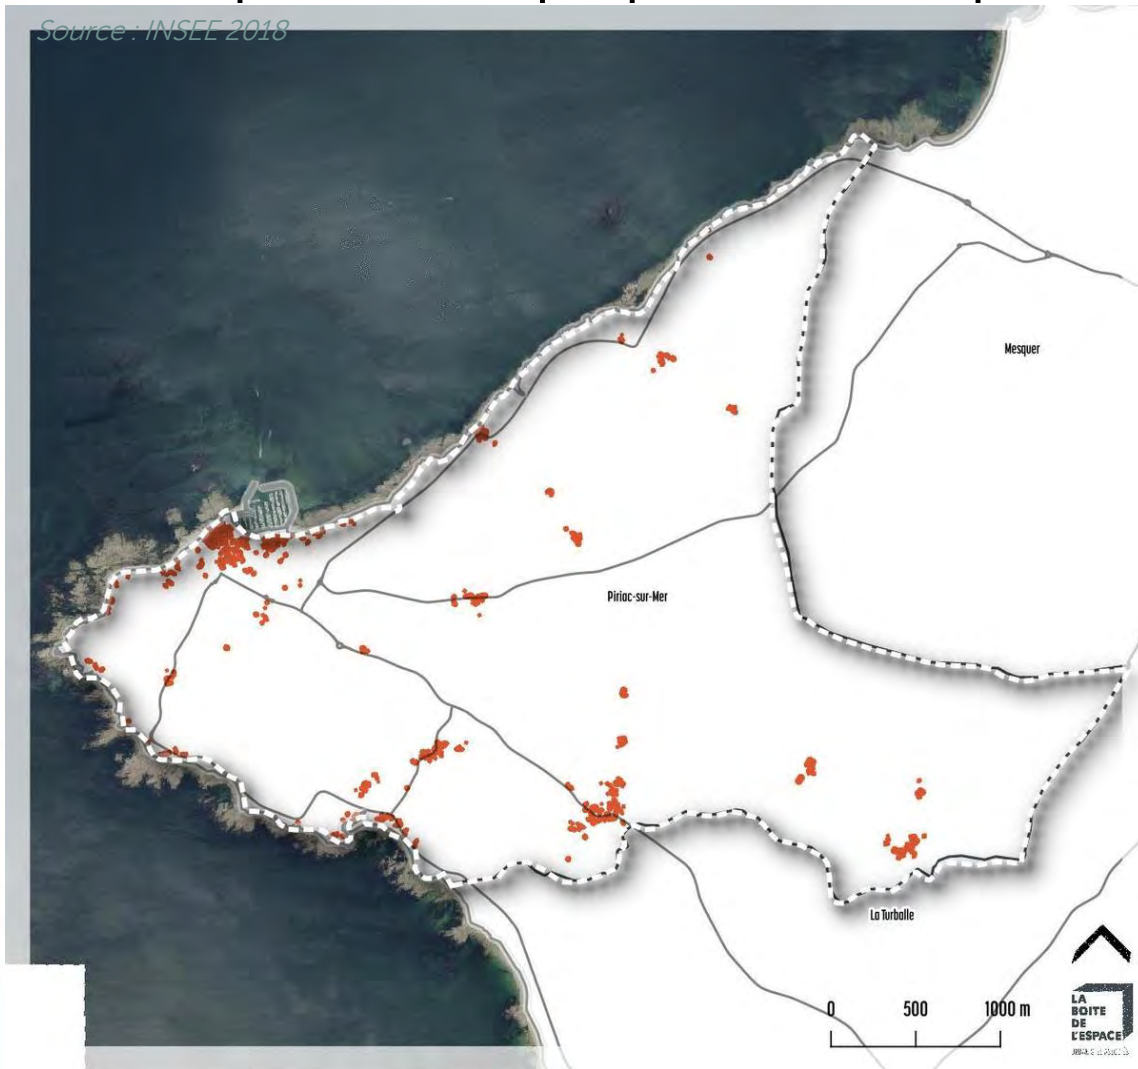 Source : INSEE 2018
Mesquer
Piriac-sur-Mer
La Turballe
0 500 1000 m
LA
BOITE
DE
L'ESPACE